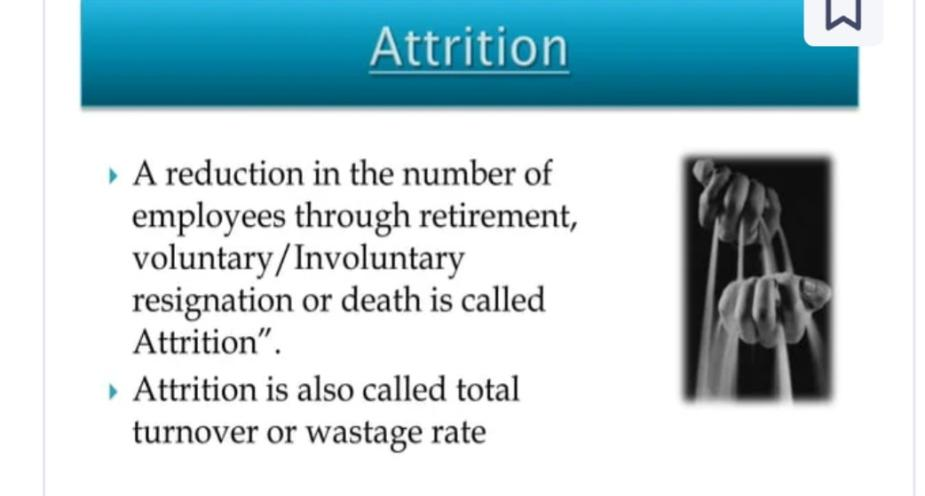 Attrition
A reduction in the number of
employees through retirement,
voluntary/Involuntary
resignation or death is called
Attrition”.
Attrition is also called total
turnover or wastage rate